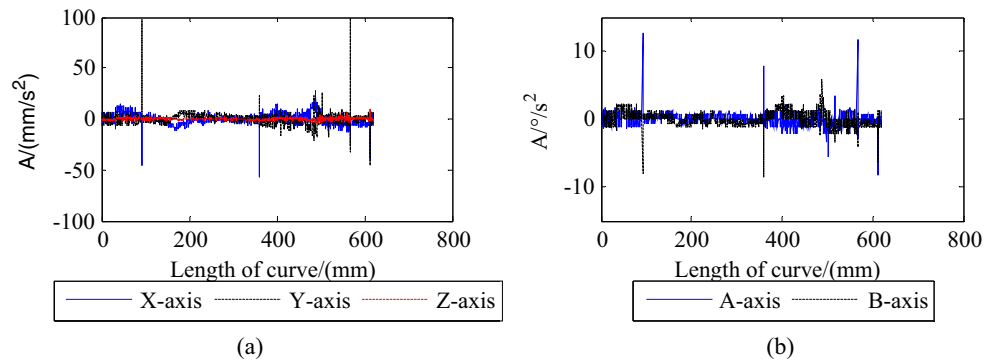 100
50
0
-50
-100
A/(mm/s²)
0 200 400 600 800
Length of curve/(mm)
X-axis Y-axis Z-axis
(a)
15
10
0
-10
A/°/s²
0 200 400 600 800
Length of curve/(mm)
A-axis B-axis
(b)